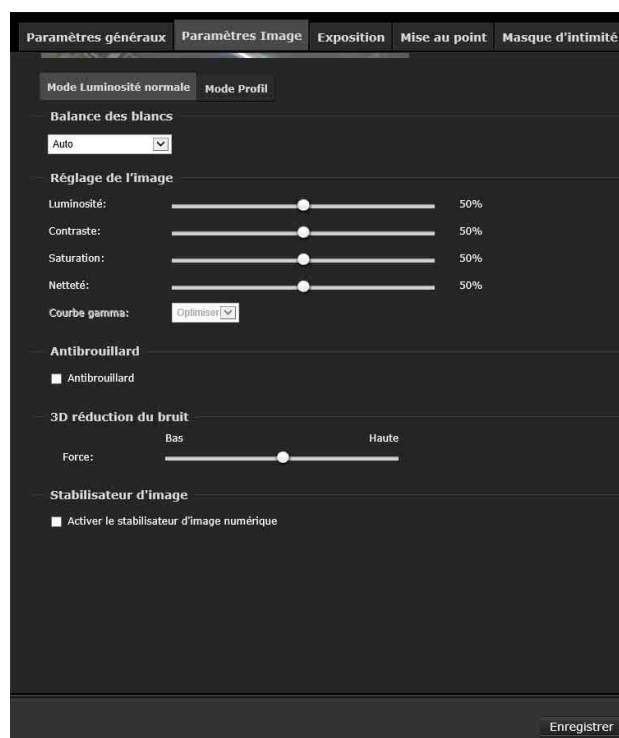 Paramètres généraux Paramètres Image Exposition Mise au point Masque d'intimité
Mode Luminosité normale Mode Profil
Balance des blancs
Auto
Réglage de l'image
Luminosité: 50%
Contraste: 50%
Saturation: 50%
Netteté: 50%
Courbe gamma: Optimiser
Antibrouillard
Antibrouillard
3D réduction du bruit
Bas Haute
Force:
Stabilisateur d'image
Activer le stabilisateur d'image numérique
Enregistrer